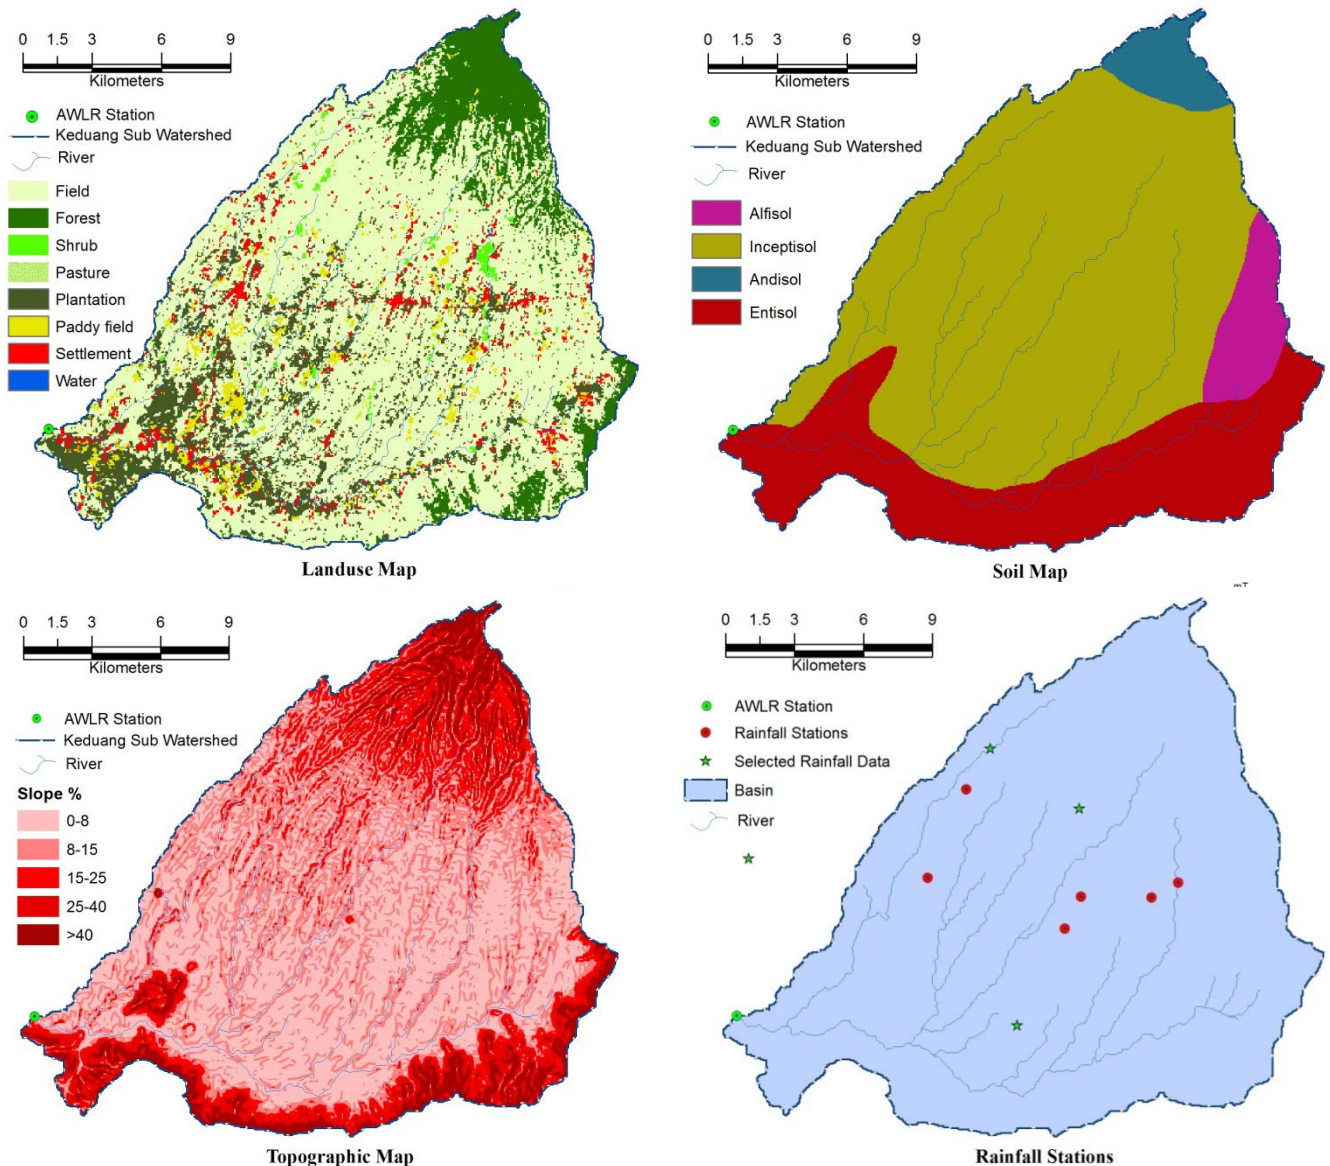 0 1.5 3 6 9
Kilometers
AWLR Station
Keduang Sub Watershed
River
Field
Forest
Shrub
Pasture
Plantation
Paddy field
Settlement
Water
Landuse Map
0 1.5 3 6 9
Kilometers
AWLR Station
Keduang Sub Watershed
River
Alfisol
Inceptisol
Andisol
Entisol
Soil Map
0 1.5 3 6 9
Kilometers
AWLR Station
Keduang Sub Watershed
River
Slope %
0-8
8-15
15-25
25-40
>40
Topographic Map
0 1.5 3 6 9
Kilometers
AWLR Station
Rainfall Stations
Selected Rainfall Data
Basin
River
Rainfall Stations